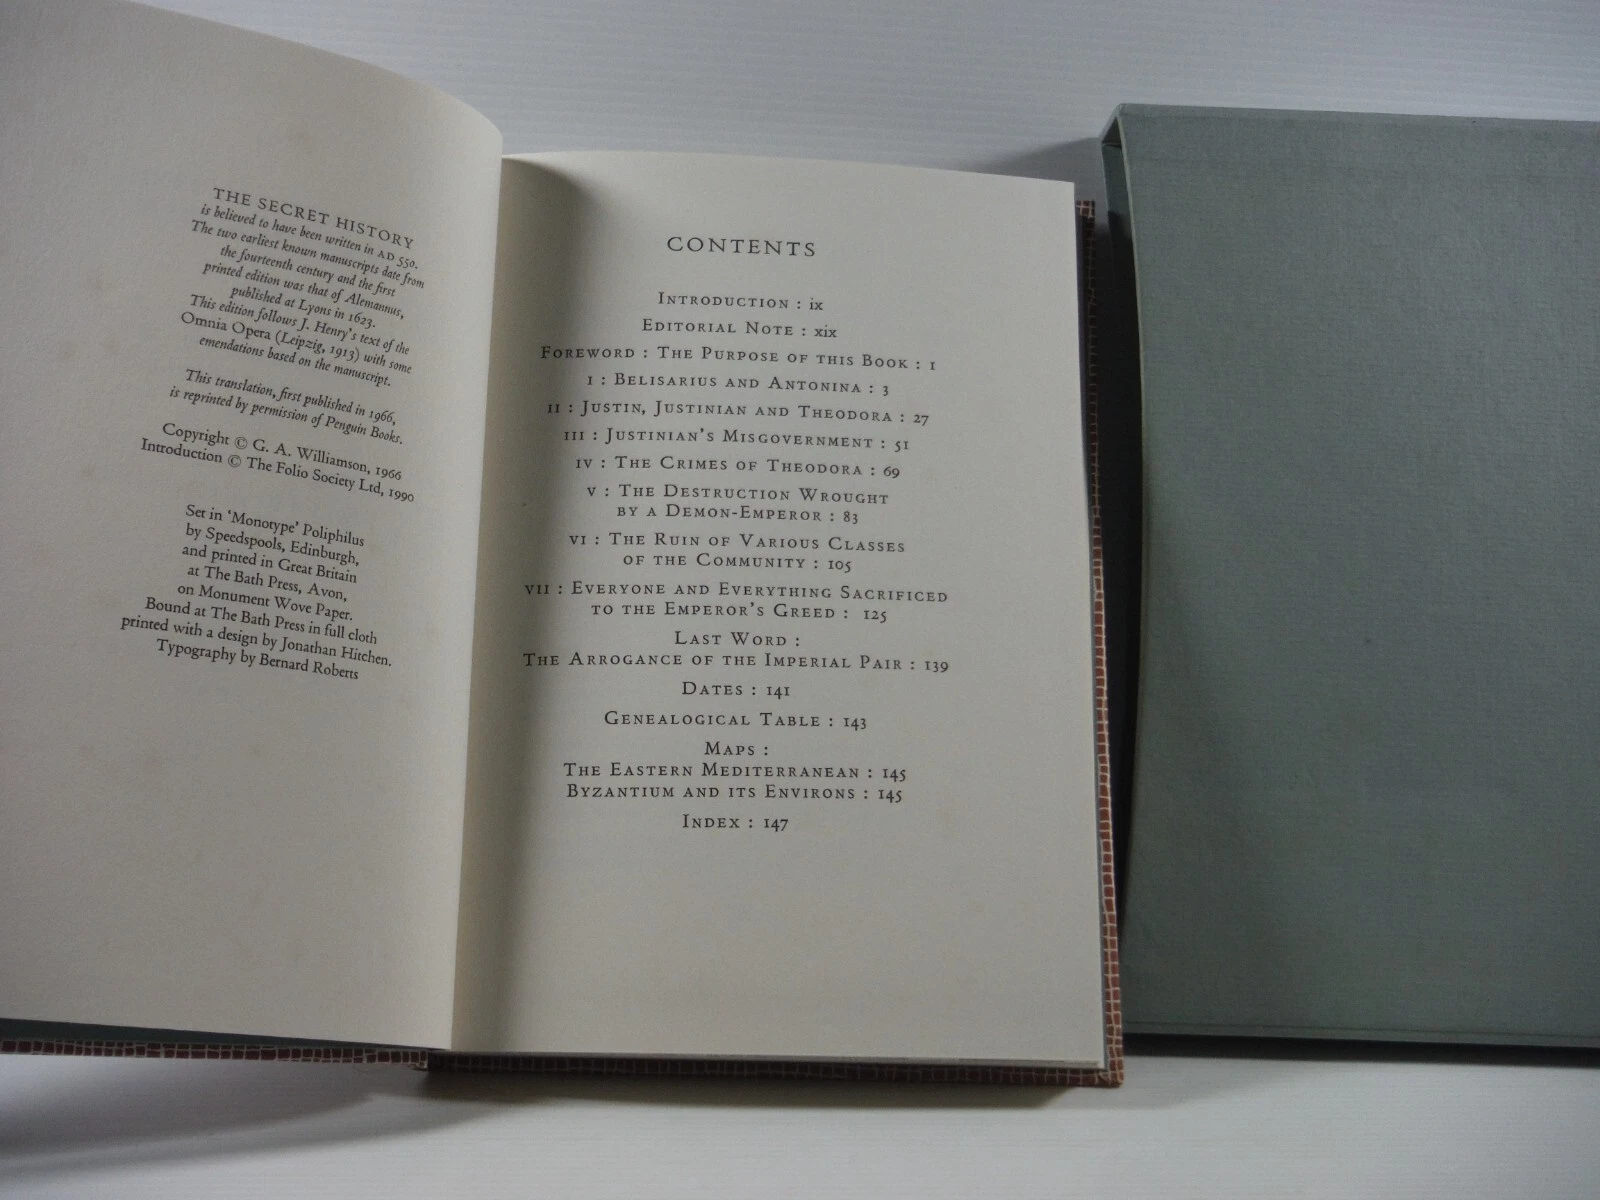 THE SECRET HISTORY
is believed to have been written in AD 550.
The two earliest known manuscripts date from
the fourteenth century and the first
printed edition was that of Alemannus,
published at Lyons in 1623.
This edition follows J. Henry's text of the
Omnia Opera (Leipzig, 1913) with some
emendations based on the manuscript.
This translation, first published in 1966,
is reprinted by permission of Penguin Books.
Copyright © G. A. Williamson, 1966
Introduction © The Folio Society Ltd, 1990
Set in 'Monotype' Poliphilus
by Speedspools, Edinburgh,
and printed in Great Britain
at The Bath Press, Avon,
on Monument Wove Paper.
Bound at The Bath Press in full cloth
printed with a design by Jonathan Hitchen.
Typography by Bernard Roberts
CONTENTS
INTRODUCTION : ix
EDITORIAL NOTE : xix
FOREWORD : THE PURPOSE OF THIS BOOK : 1
I : BELISARIUS AND ANTONINA : 3
II : JUSTIN, JUSTINIAN AND THEODORA : 27
III : JUSTINIAN'S MISGOVERNMENT : 51
IV : THE CRIMES OF THEODORA : 69
V : THE DESTRUCTION WROUGHT
BY A DEMON-EMPEROR : 83
VI : THE RUIN OF VARIOUS CLASSES
OF THE COMMUNITY : 105
VII : EVERYONE AND EVERYTHING SACRIFICED
TO THE EMPEROR'S GREED : 125
LAST WORD :
THE ARROGANCE OF THE IMPERIAL PAIR : 139
DATES : 141
GENEALOGICAL TABLE : 143
MAPS :
THE EASTERN MEDITERRANEAN : 145
BYZANTIUM AND ITS ENVIRONS : 145
INDEX : 147